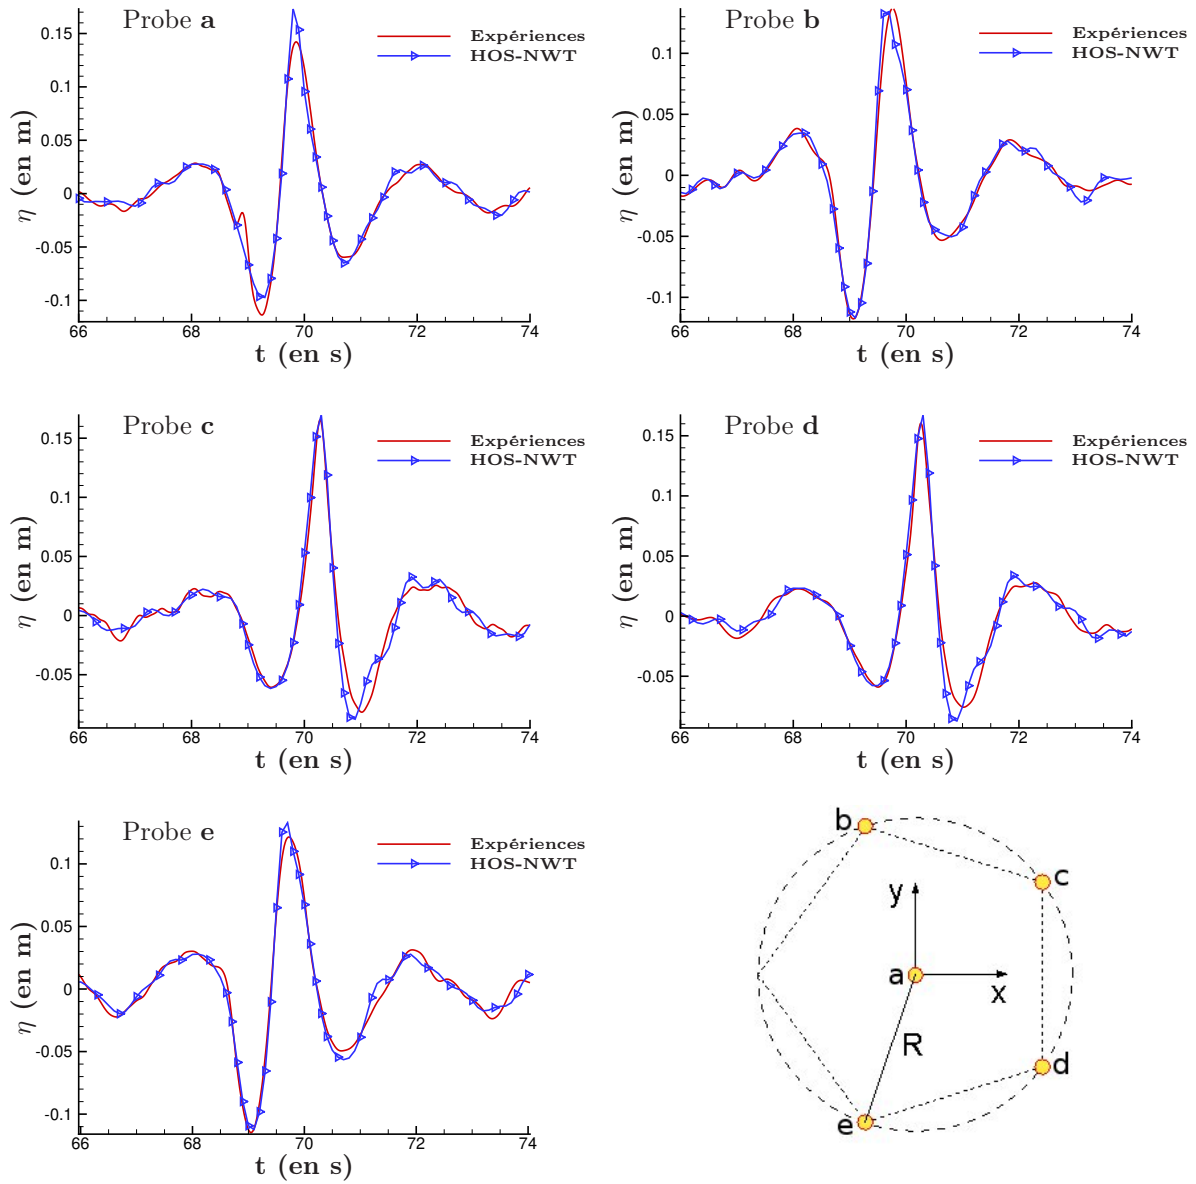 Probe a
Expériences
HOS-NWT
0.15
0.1
0.05
0
-0.05
-0.1
η (en m)
66 68 70 72 74
t (en s)
Probe b
Expériences
HOS-NWT
0.1
0.05
0
-0.05
-0.1
η (en m)
66 68 70 72 74
t (en s)
Probe c
Expériences
HOS-NWT
0.15
0.1
0.05
0
-0.05
η (en m)
66 68 70 72 74
t (en s)
Probe d
Expériences
HOS-NWT
0.15
0.1
0.05
0
-0.05
η (en m)
66 68 70 72 74
t (en s)
Probe e
Expériences
HOS-NWT
0.1
0.05
0
-0.05
-0.1
η (en m)
66 68 70 72 74
t (en s)
b
c
y
a
x
R
d
e